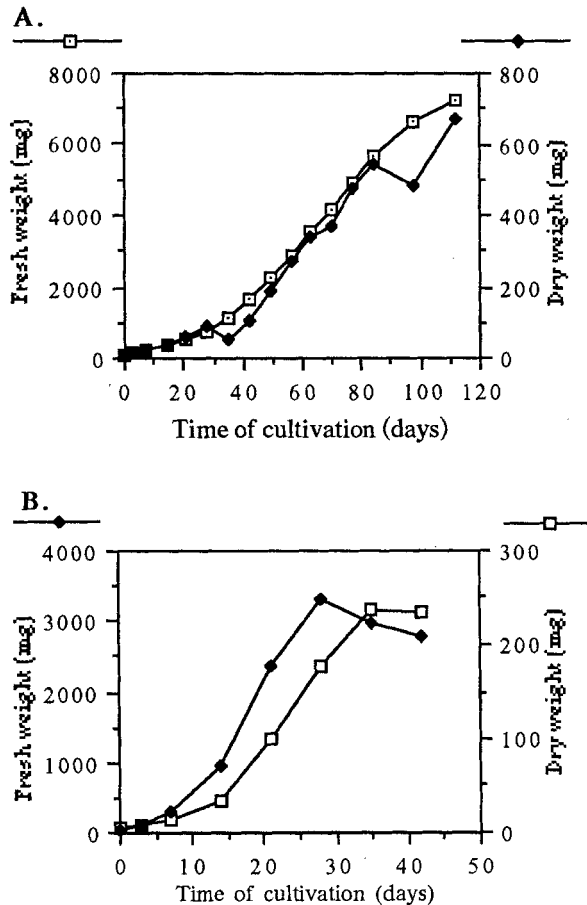 A.
8000
6000
4000
2000
0
Fresh weight (mg)
800
600
400
200
0
Dry weight (mg)
0 20 40 60 80 100 120
Time of cultivation (days)
B.
4000
3000
2000
1000
0
Fresh weight (mg)
300
200
100
0
Dry weight (mg)
0 10 20 30 40 50
Time of cultivation (days)